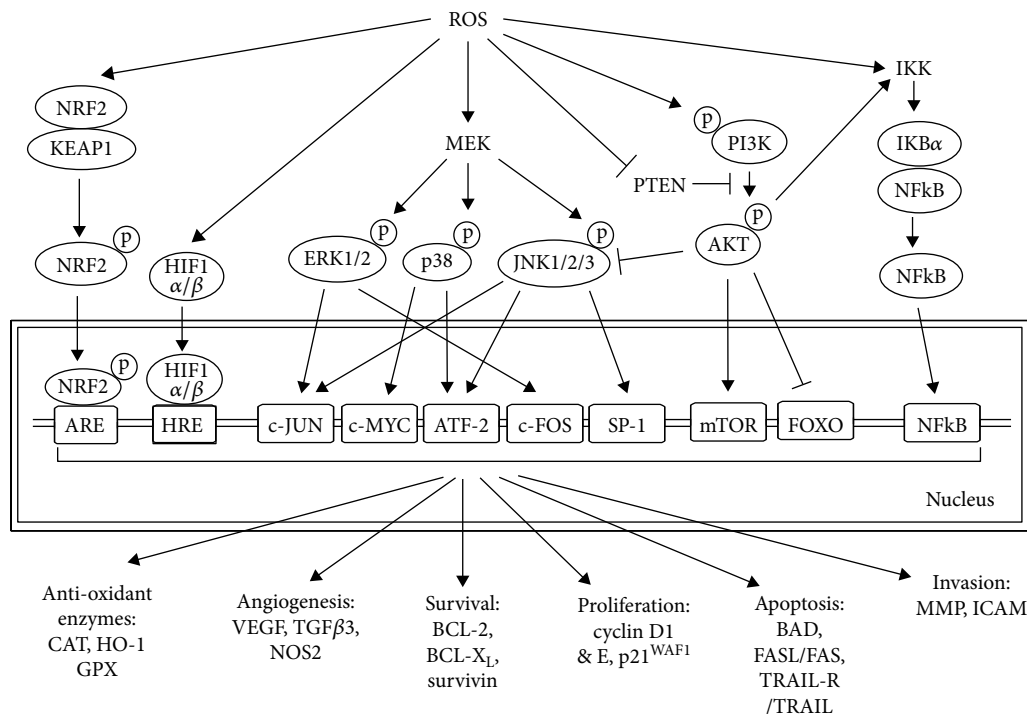 ROS
IKK
NRF2
KEAP1
MEK
p
PI3K
IKBα
NFkB
PTEN
NRF2
p
HIF1
α/β
ERK1/2
p
p38
p
JNK1/2/3
p
AKT
p
NFkB
NRF2
p
HIF1
α/β
ARE
HRE
c-JUN
c-MYC
ATF-2
c-FOS
SP-1
mTOR
FOXO
NFkB
Nucleus
Anti-oxidant
enzymes:
CAT, HO-1
GPX
Angiogenesis:
VEGF, TGFβ3,
NOS2
Survival:
BCL-2,
BCL-X_L,
survivin
Proliferation:
cyclin D1
& E, p21^WAF1
Apoptosis:
BAD,
FASL/FAS,
TRAIL-R
/TRAIL
Invasion:
MMP, ICAM